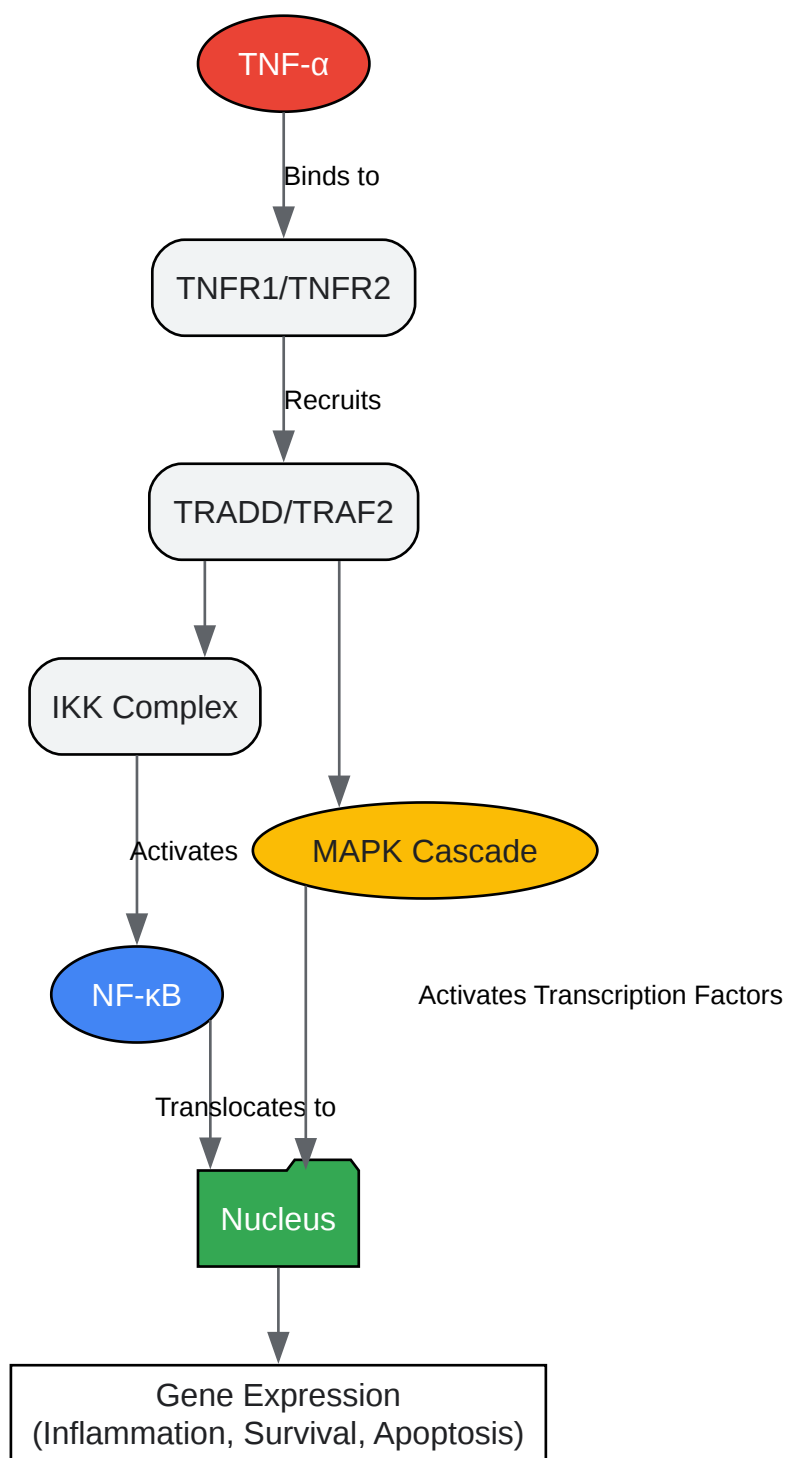 TNF-α
Binds to
TNFR1/TNFR2
Recruits
TRADD/TRAF2
IKK Complex
Activates
MAPK Cascade
NF-κB
Activates Transcription Factors
Translocates to
Nucleus
Gene Expression
(Inflammation, Survival, Apoptosis)